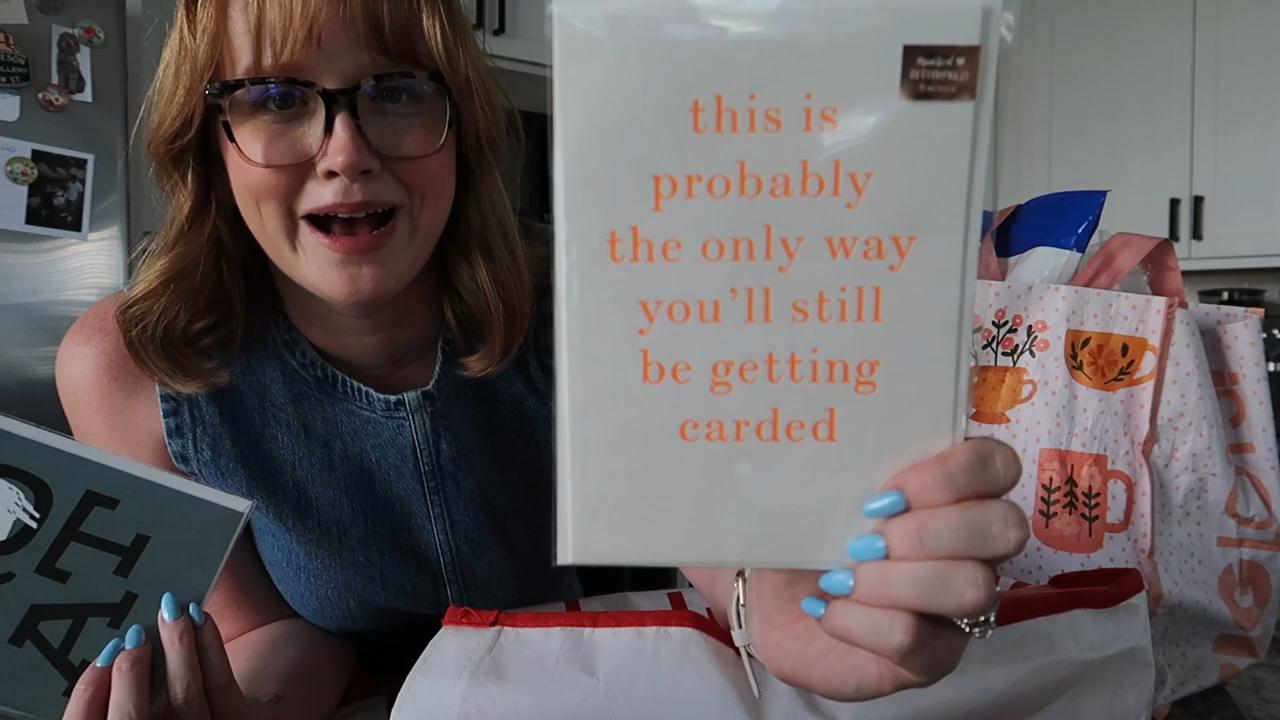 this is
probably
the only way
you’ll still
be getting
carded